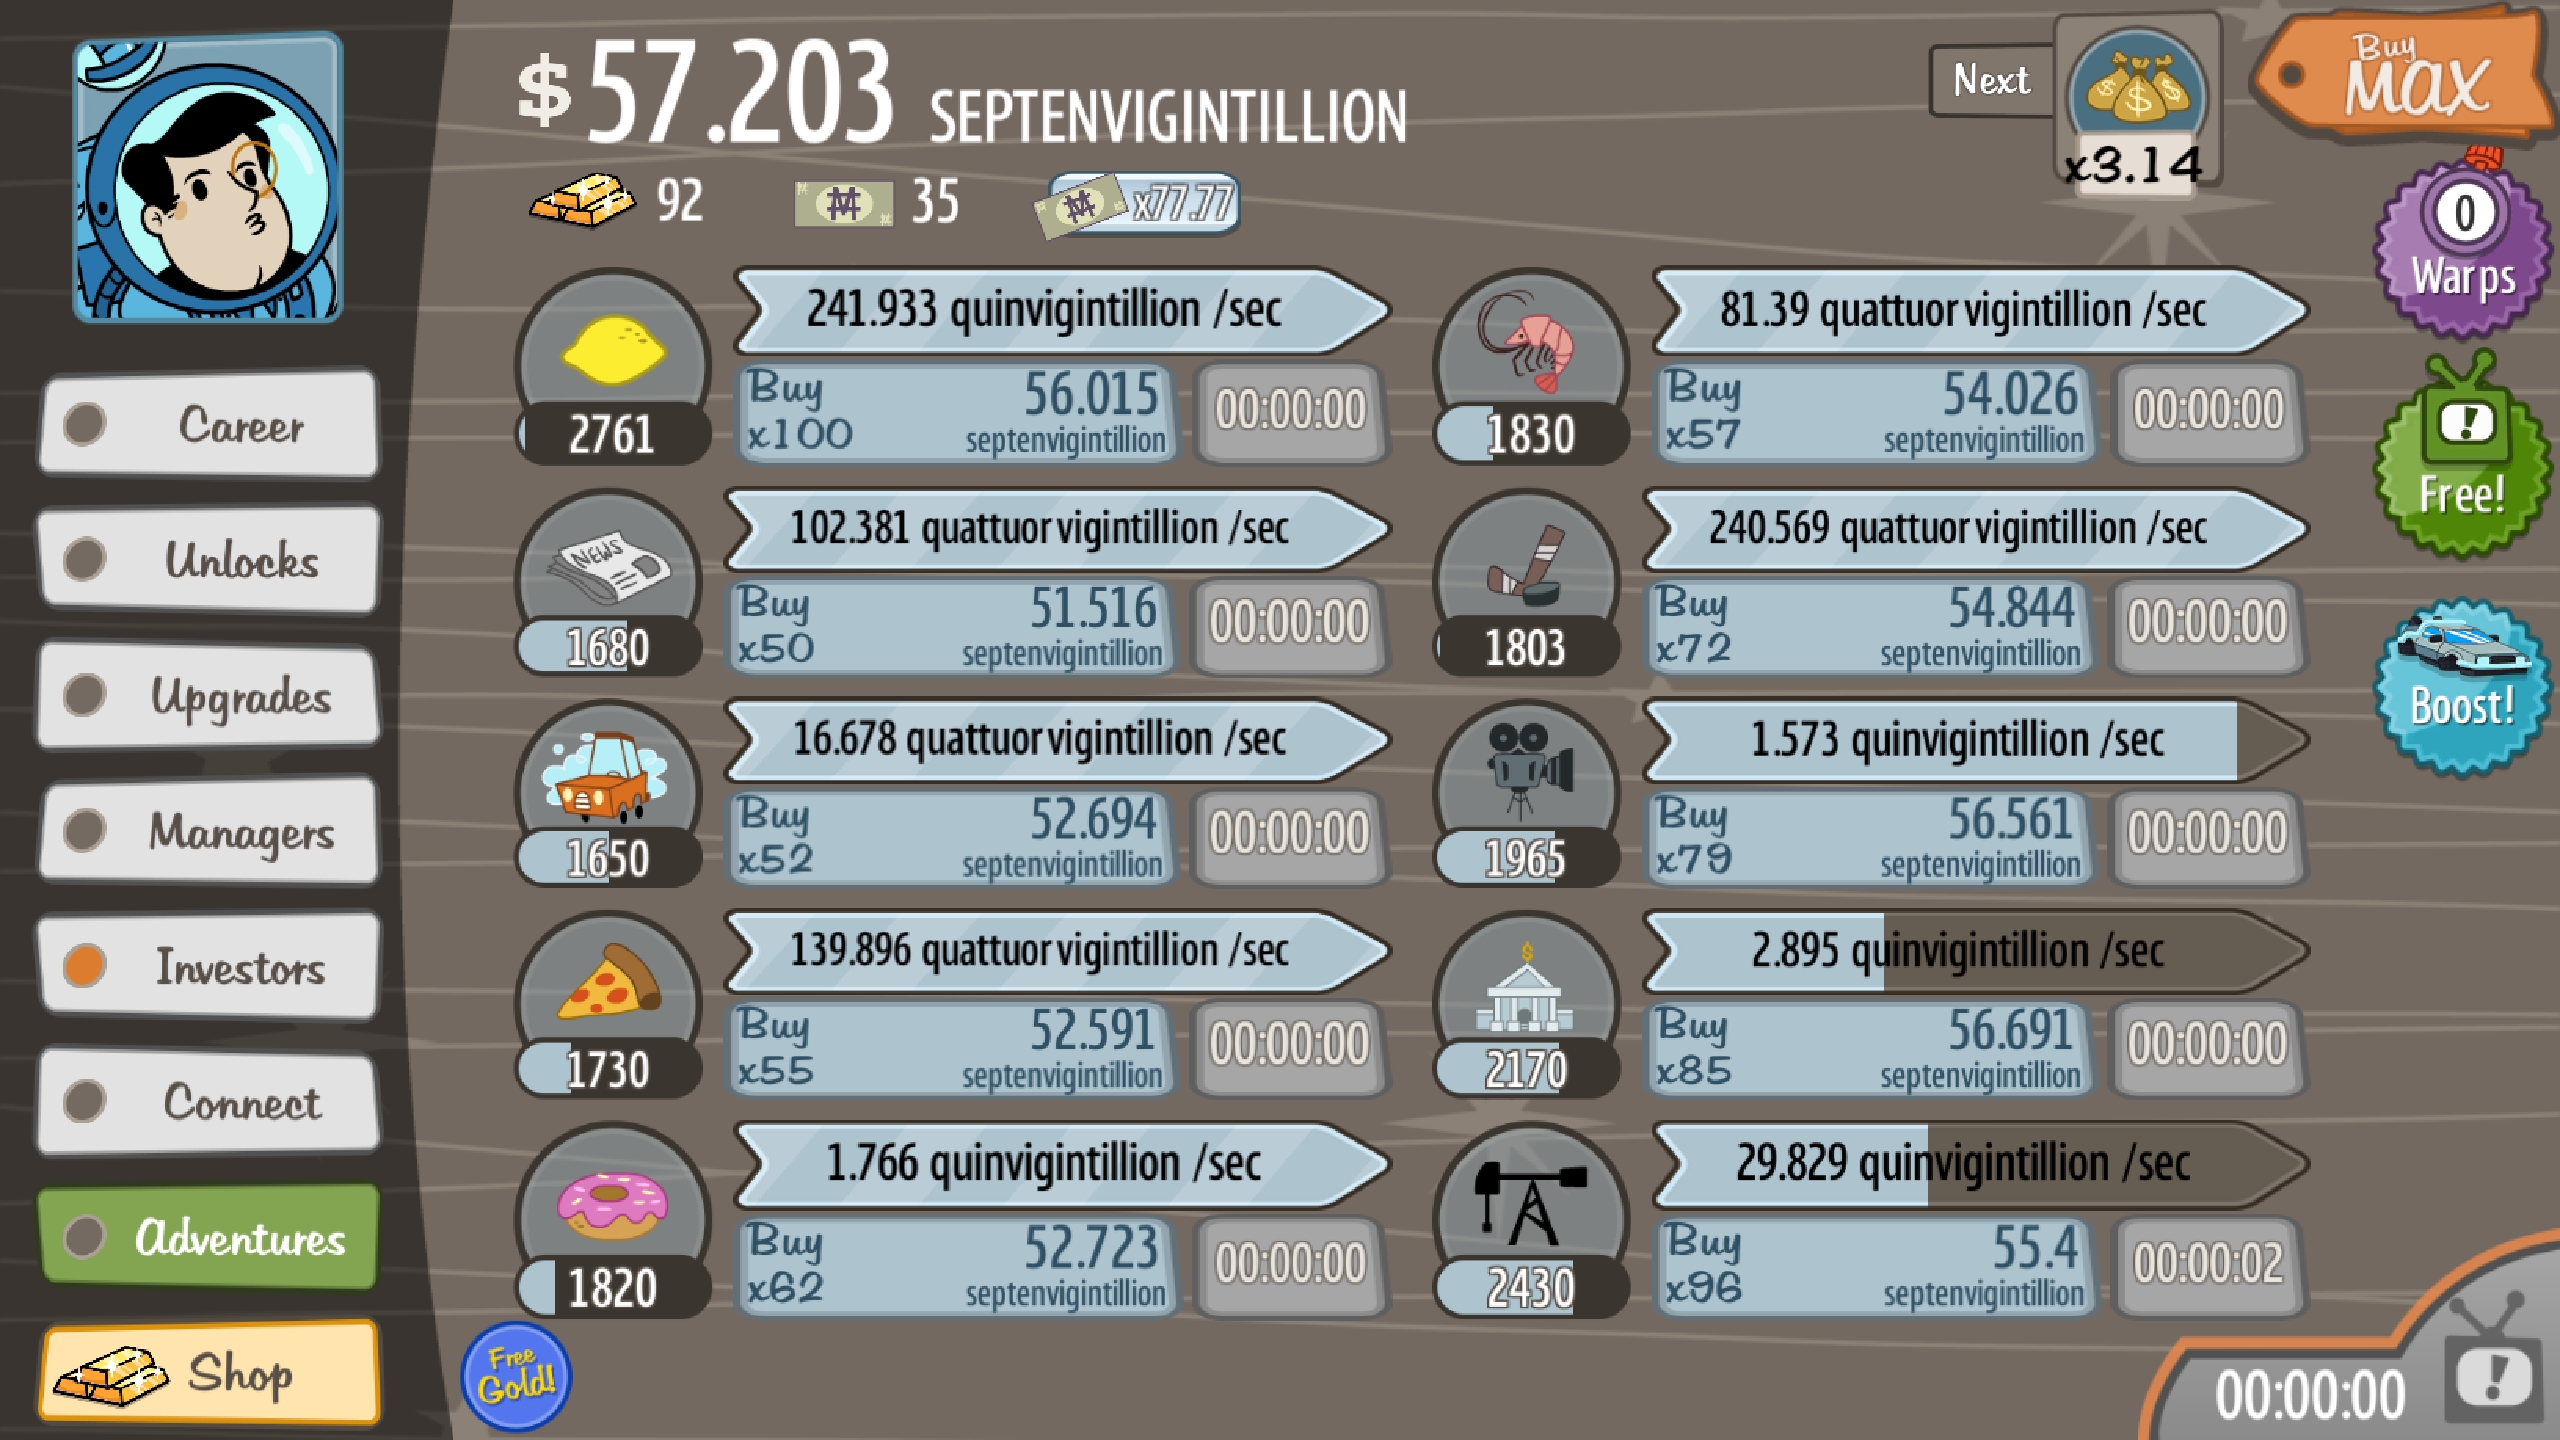 $57.203 SEPTENVIGINTILLION
Next
x3.14
Buy
MAX
92
35
x77.77
0
Warps
Free!
Boost!
Career
Unlocks
Upgrades
Managers
Investors
Connect
Adventures
Shop
241.933 quinvigintillion /sec
2761
Buy
x100
56.015
septenvigintillion
00:00:00
81.39 quattuorvigintillion /sec
1830
Buy
x57
54.026
septenvigintillion
00:00:00
NEWS
102.381 quattuorvigintillion /sec
1680
Buy
x50
51.516
septenvigintillion
00:00:00
240.569 quattuorvigintillion /sec
1803
Buy
x72
54.844
septenvigintillion
00:00:00
16.678 quattuorvigintillion /sec
1650
Buy
x52
52.694
septenvigintillion
00:00:00
1.573 quinvigintillion /sec
1965
Buy
x79
56.561
septenvigintillion
00:00:00
139.896 quattuorvigintillion /sec
1730
Buy
x55
52.591
septenvigintillion
00:00:00
2.895 quinvigintillion /sec
2170
Buy
x85
56.691
septenvigintillion
00:00:00
1.766 quinvigintillion /sec
1820
Buy
x62
52.723
septenvigintillion
00:00:00
29.829 quinvigintillion /sec
2430
Buy
x96
55.4
septenvigintillion
00:00:02
Free
Gold!
00:00:00